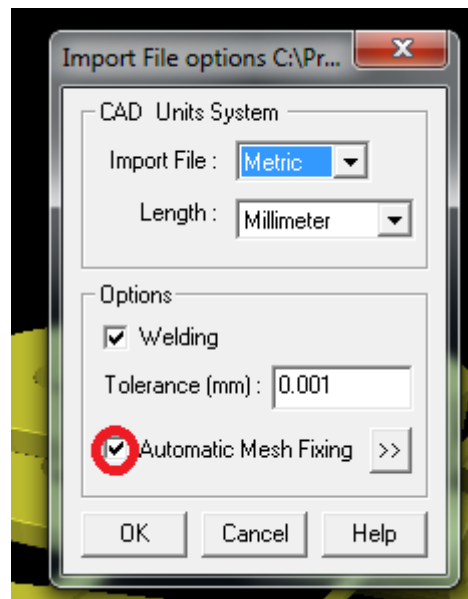 Import File options C:\Pr...
CAD Units System
Import File : Metric
Length : Millimeter
Options
Welding
Tolerance (mm) : 0.001
Automatic Mesh Fixing >>
OK Cancel Help